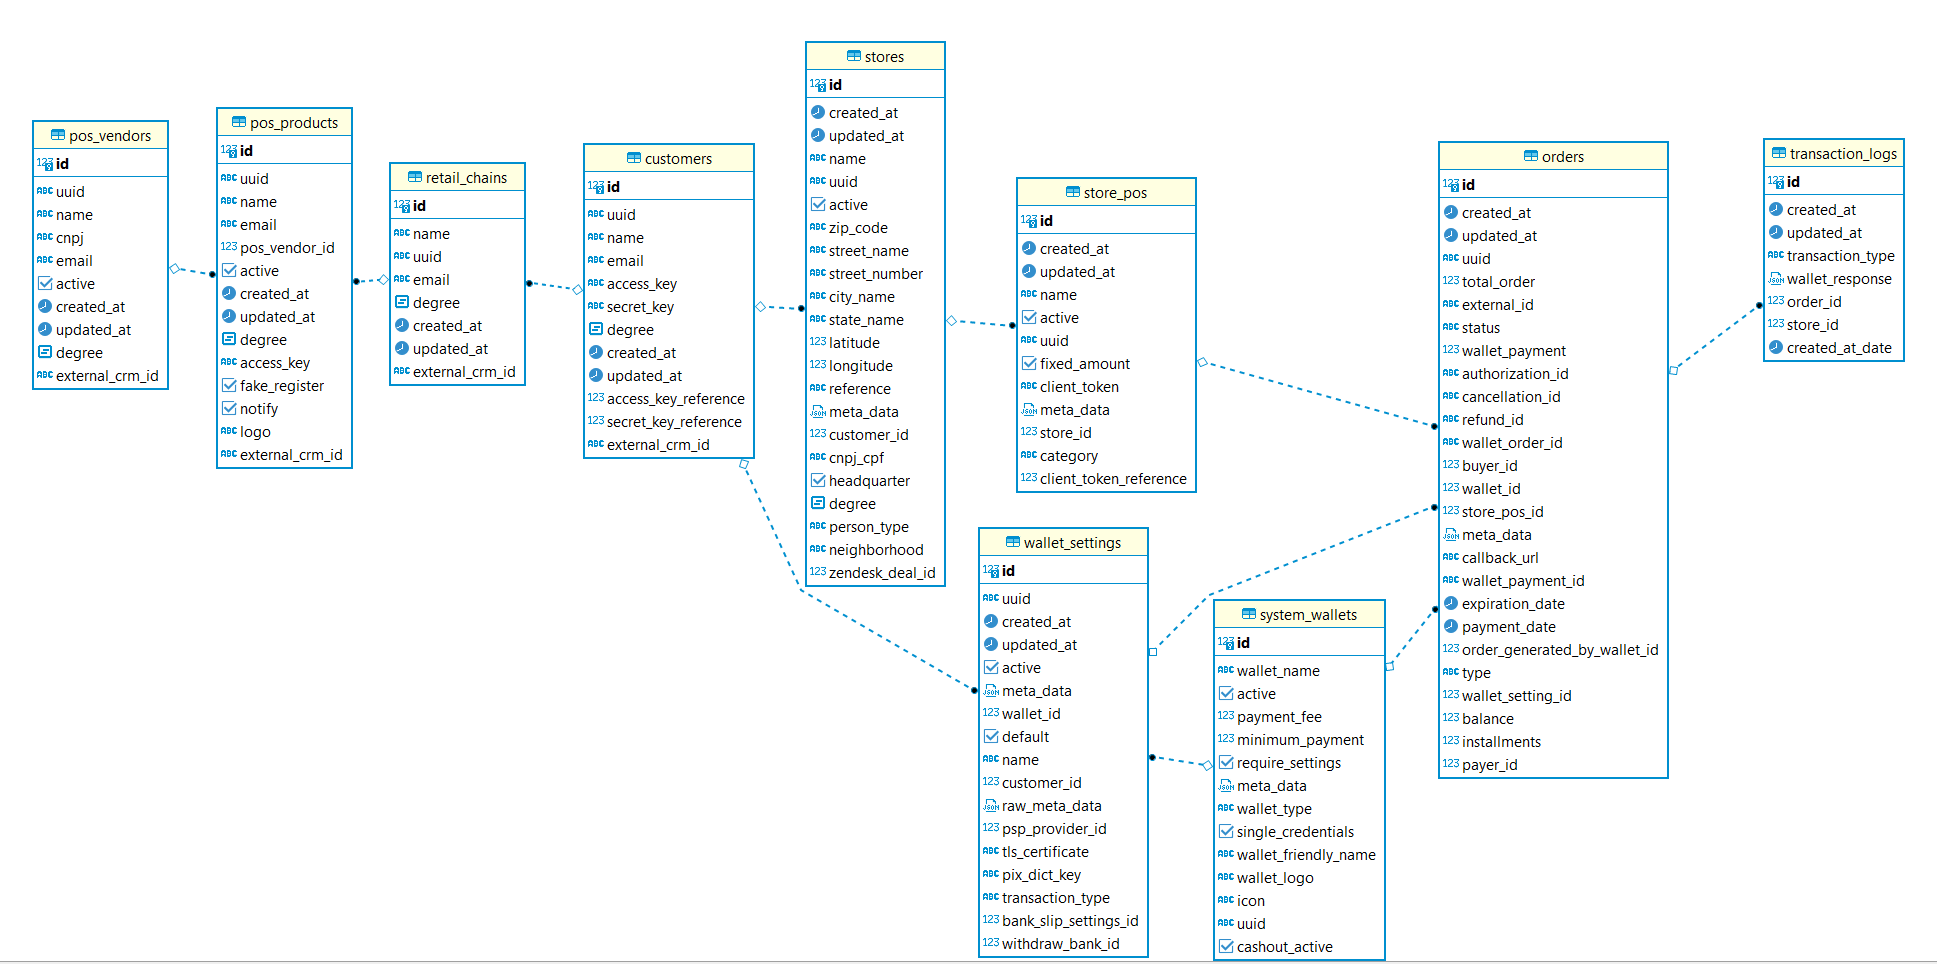 pos_vendors
id
uuid
name
cnpj
email
active
created_at
updated_at
degree
external_crm_id
pos_products
id
uuid
name
email
pos_vendor_id
active
created_at
updated_at
degree
access_key
fake_register
notify
logo
external_crm_id
retail_chains
id
name
uuid
email
degree
created_at
updated_at
external_crm_id
customers
id
uuid
name
email
access_key
secret_key
degree
created_at
updated_at
access_key_reference
secret_key_reference
external_crm_id
stores
id
created_at
updated_at
name
uuid
active
zip_code
street_name
street_number
city_name
state_name
latitude
longitude
reference
meta_data
customer_id
cnpj_cpf
headquarter
degree
person_type
neighborhood
zendesk_deal_id
store_pos
id
created_at
updated_at
name
active
uuid
fixed_amount
client_token
meta_data
store_id
category
client_token_reference
wallet_settings
id
uuid
created_at
updated_at
active
meta_data
wallet_id
default
name
customer_id
raw_meta_data
psp_provider_id
tls_certificate
pix_dict_key
transaction_type
bank_slip_settings_id
withdraw_bank_id
system_wallets
id
wallet_name
active
payment_fee
minimum_payment
require_settings
meta_data
wallet_type
single_credentials
wallet_friendly_name
wallet_logo
icon
uuid
cashout_active
orders
id
created_at
updated_at
uuid
total_order
external_id
status
wallet_payment
authorization_id
cancellation_id
refund_id
wallet_order_id
buyer_id
wallet_id
store_pos_id
meta_data
callback_url
wallet_payment_id
expiration_date
payment_date
order_generated_by_wallet_id
type
wallet_setting_id
balance
installments
payer_id
transaction_logs
id
created_at
updated_at
transaction_type
wallet_response
order_id
store_id
created_at_date